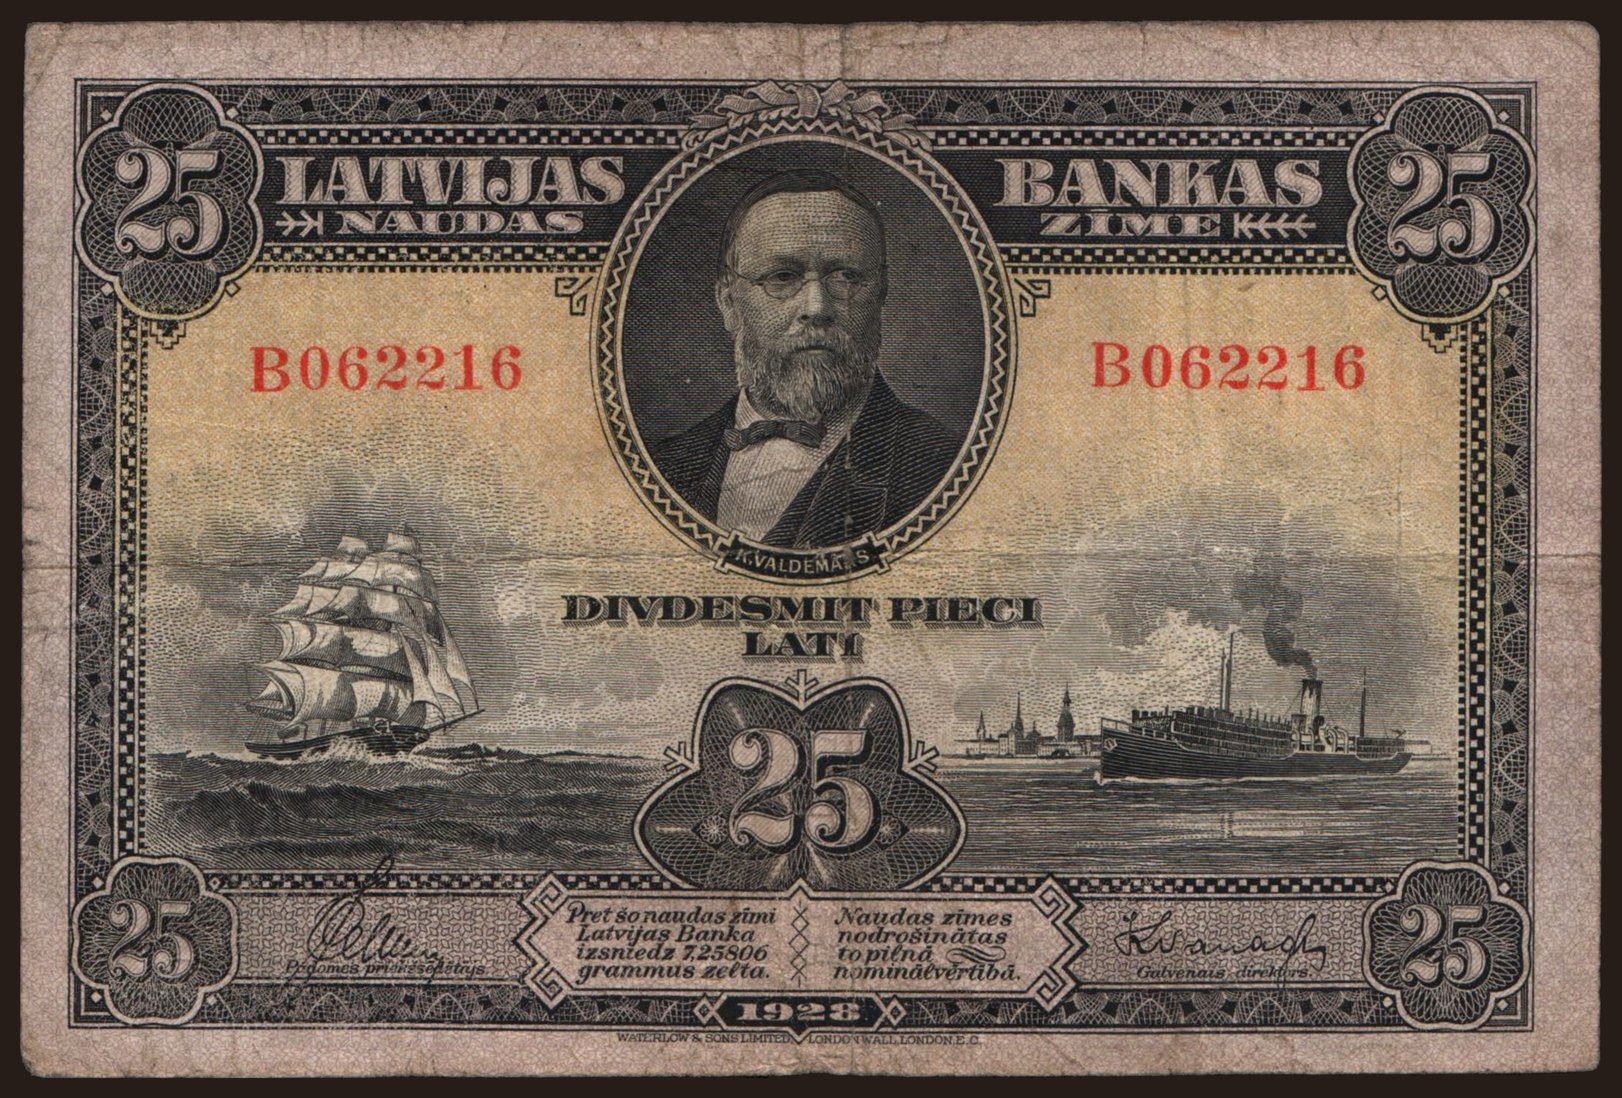 25 LATVIJAS BANKAS 25
NAUDAS ZĪME
B062216 B062216
K.VALDEMĀRS
DIVDESMIT PIECI
LATI
25
25 25
Pret šo naudas zīmi
Latvijas Banka
izsniedz 7,25806
grammus zelta.
Naudas zīmes
nodrošinātas
to pilnā
nominālvērtībā.
Padomes priekšsēdētājs.
Galvenais direktors.
1928
WATERLOW & SONS LIMITED, LONDON WALL, LONDON, E.C.